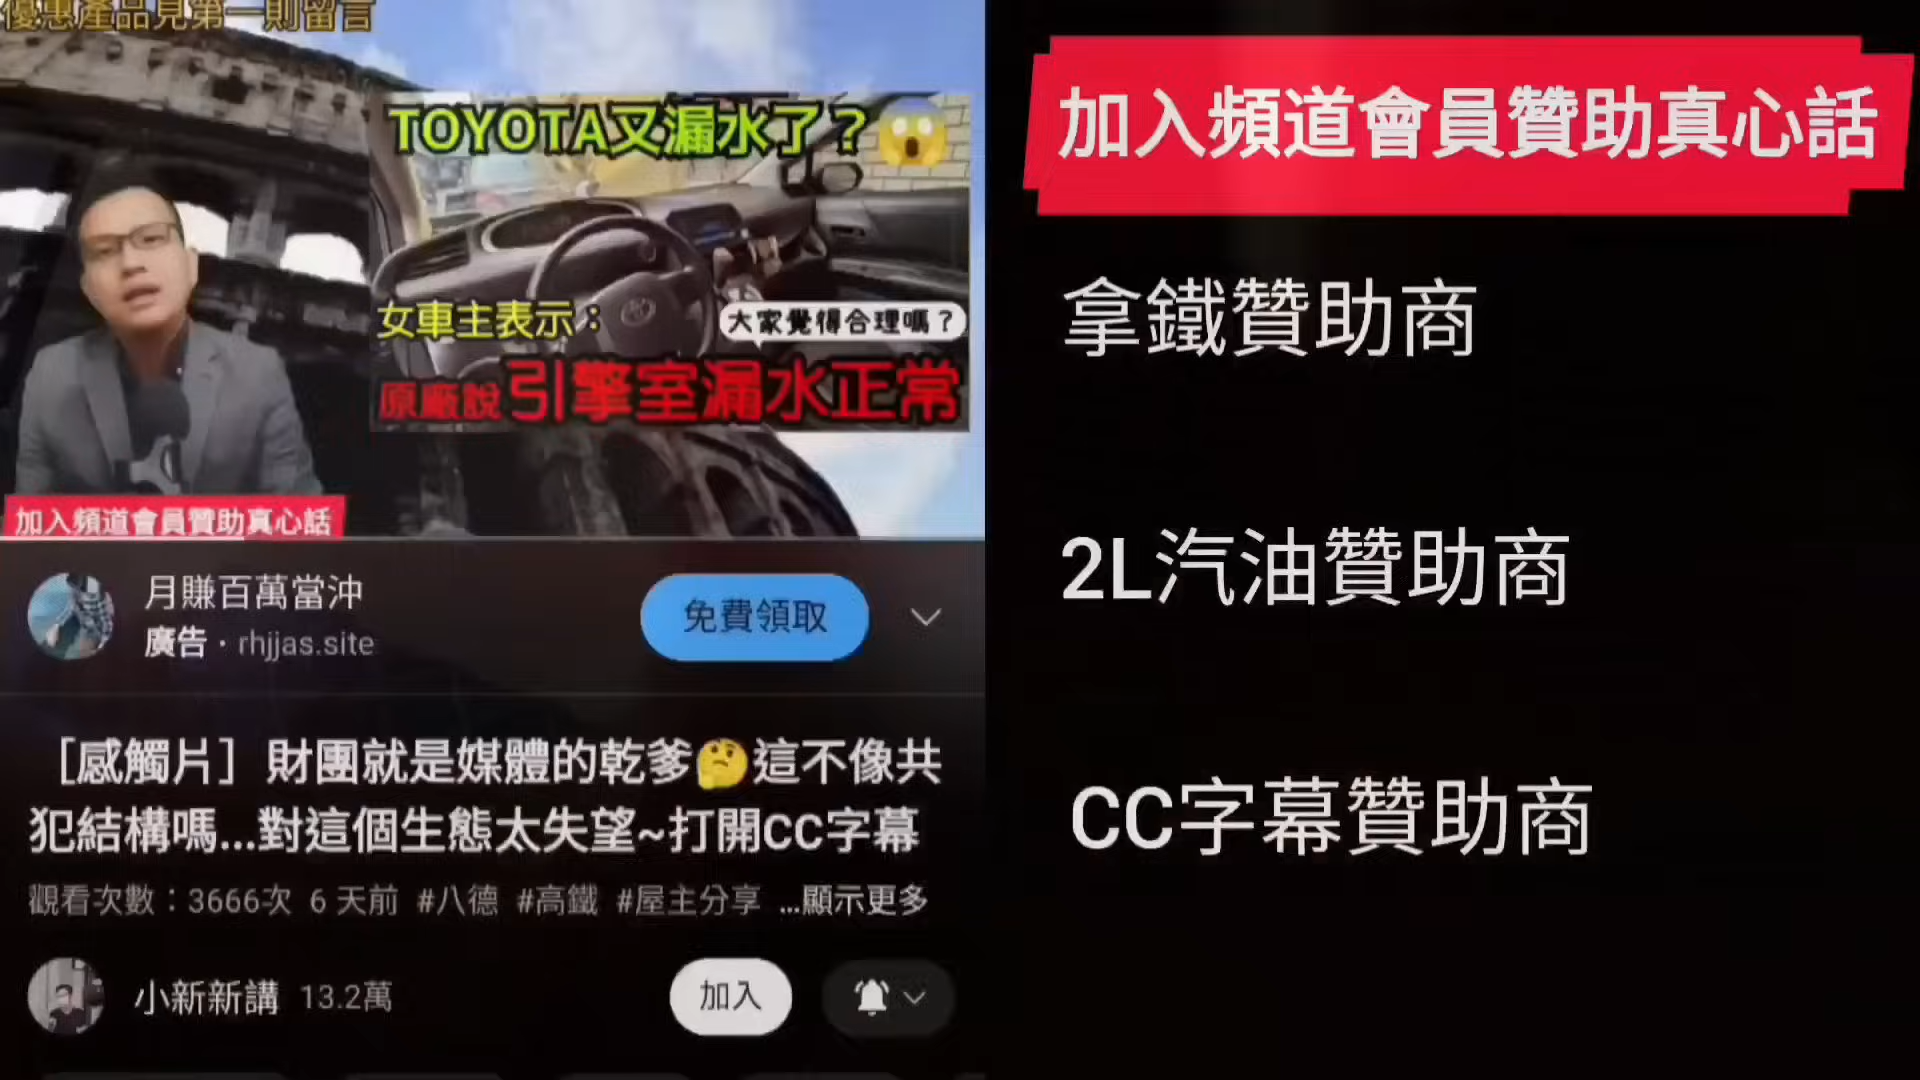 優惠產品見第一則留言
TOYOTA又漏水了？
女車主表示：
大家覺得合理嗎？
原廠說引擎室漏水正常
加入頻道會員贊助真心話
月賺百萬當沖
廣告・rhjjas.site
免費領取
［感觸片］財團就是媒體的乾爹🤔這不像共
犯結構嗎...對這個生態太失望~打開CC字幕
觀看次數：3666次 6 天前 #八德 #高鐵 #屋主分享 ...顯示更多
小新新講 13.2萬
加入
加入頻道會員贊助真心話
拿鐵贊助商
2L汽油贊助商
CC字幕贊助商